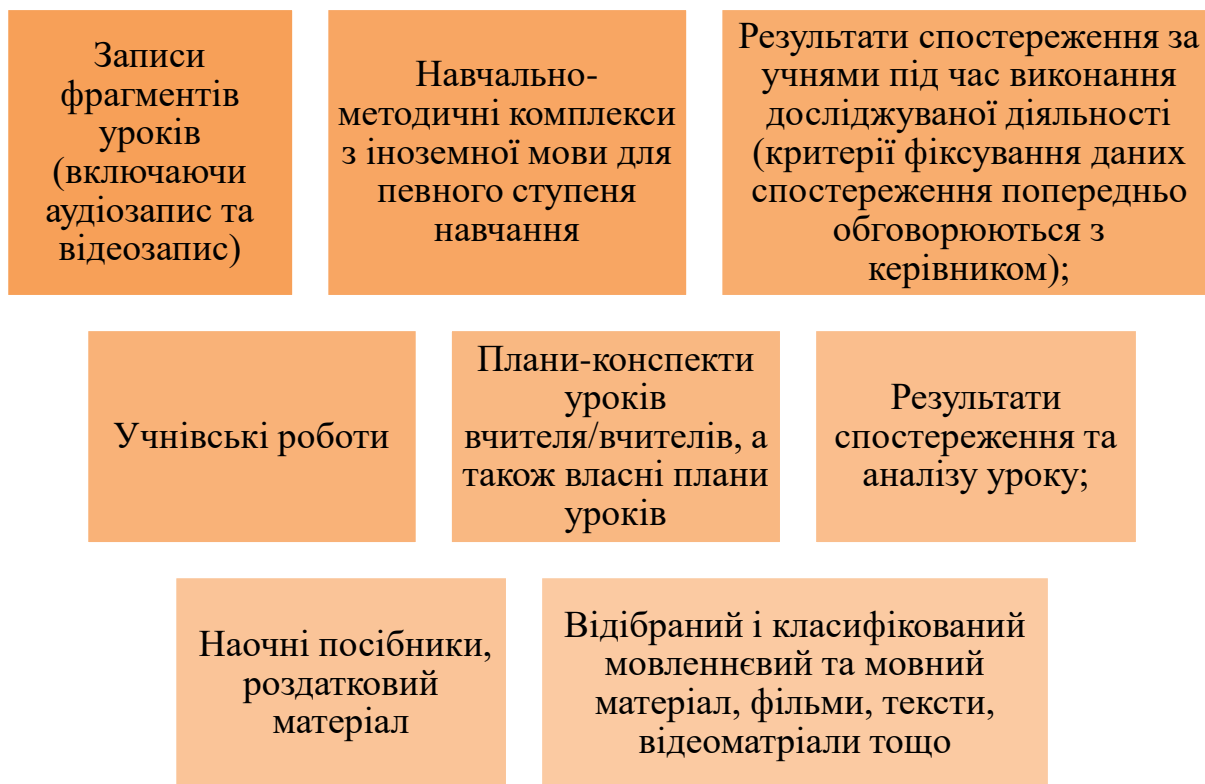 Записи
фрагментів
уроків
(включаючи
аудіозапис та
відеозапис)
Навчально-
методичні комплекси
з іноземної мови для
певного ступеня
навчання
Результати спостереження за
учнями під час виконання
досліджуваної діяльності
(критерії фіксування даних
спостереження попередньо
обговорюються з
керівником);
Учнівські роботи
Плани-конспекти
уроків
вчителя/вчителів, а
також власні плани
уроків
Результати
спостереження та
аналізу уроку;
Наочні посібники,
роздатковий
матеріал
Відібраний і класифікований
мовленнєвий та мовний
матеріал, фільми, тексти,
відеоматріали тощо